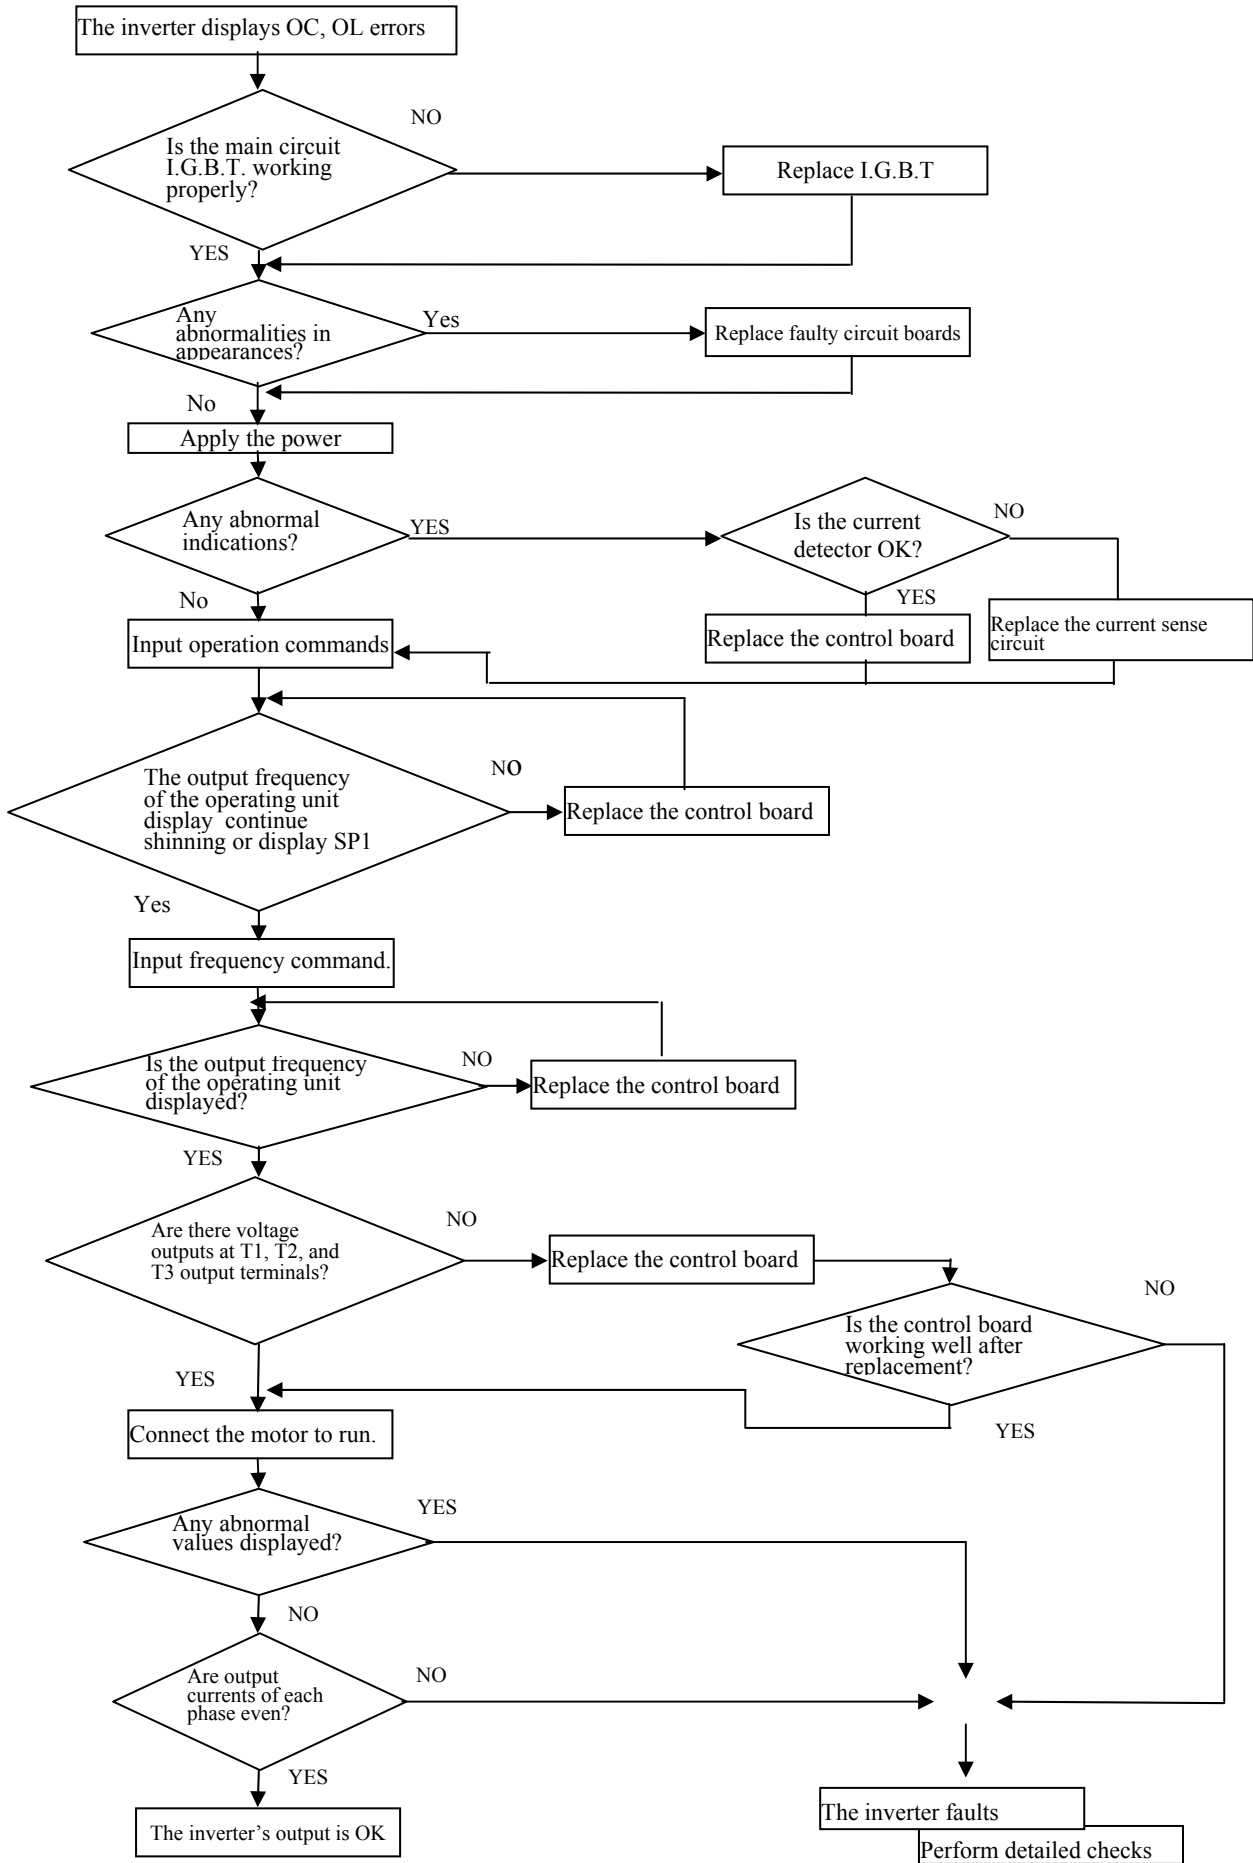 The inverter displays OC, OL errors
NO
Is the main circuit
I.G.B.T. working
properly?
Replace I.G.B.T
YES
Any
abnormalities in
appearances?
Yes
Replace faulty circuit boards
No
Apply the power
Any abnormal
indications?
YES
Is the current
detector OK?
NO
No
YES
Input operation commands
Replace the control board
Replace the current sense
circuit
The output frequency
of the operating unit
display continue
shinning or display SP1
NO
Replace the control board
Yes
Input frequency command.
Is the output frequency
of the operating unit
displayed?
NO
Replace the control board
YES
Are there voltage
outputs at T1, T2, and
T3 output terminals?
NO
Replace the control board
Is the control board
working well after
replacement?
NO
YES
YES
Connect the motor to run.
Any abnormal
values displayed?
YES
NO
Are output
currents of each
phase even?
NO
YES
The inverter's output is OK
The inverter faults
Perform detailed checks